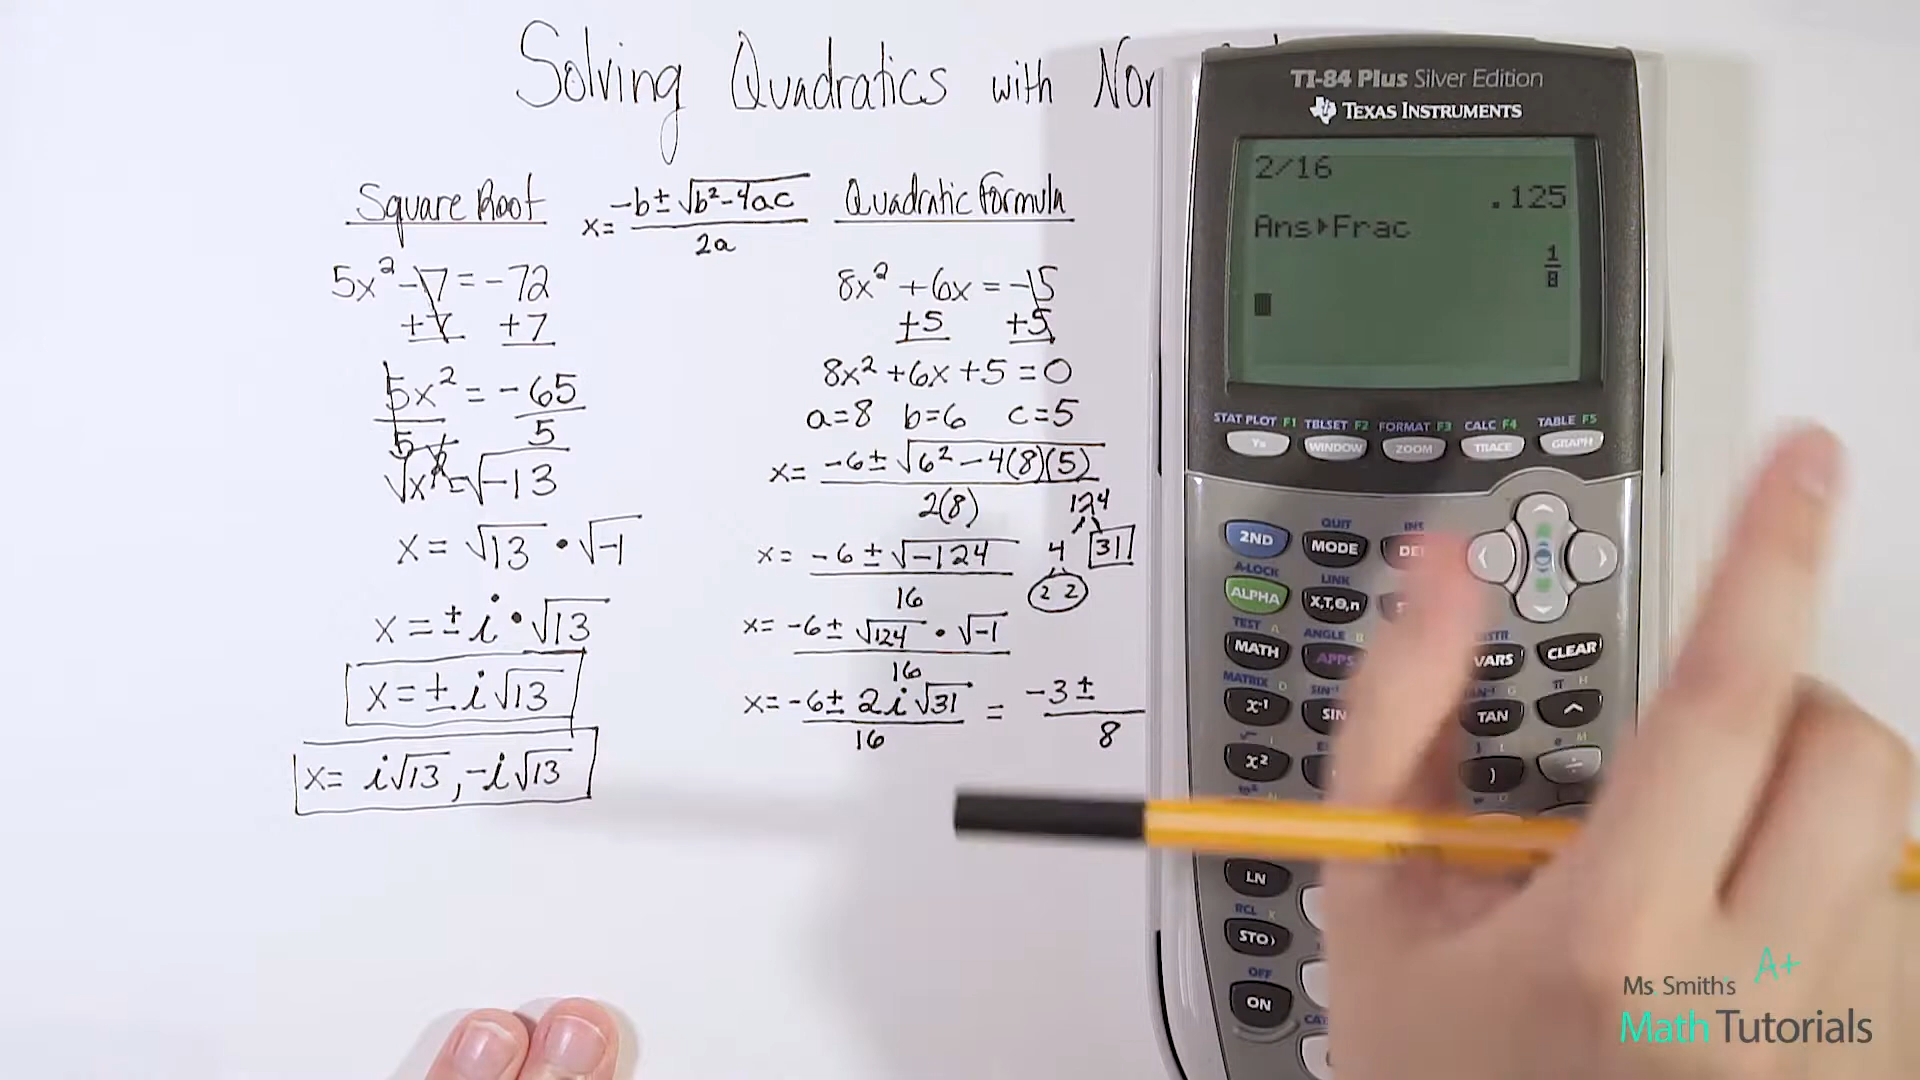 Solving Quadratics with
Square Root
x = -b ± √b² - 4ac / 2a
Quadratic Formula
5x² - 7 = -72
+7 +7
5x² = -65
5 5
√x² = √-13
x = √13 • √-1
x = ± i • √13
x = ± i√13
x = i√13, -i√13
8x² + 6x = -5
+5 +5
8x² + 6x + 5 = 0
a=8 b=6 c=5
x = -6 ± √6² - 4(8)(5) / 2(8)
124
4 31
2 2
x = -6 ± √-124 / 16
x = -6 ± √124 • √-1 / 16
x = -6 ± 2i√31 / 16 = -3 ± / 8
TI-84 Plus Silver Edition
TEXAS INSTRUMENTS
2/16
.125
Ans▸Frac
1/8
STAT PLOT F1 TBLSET F2 FORMAT F3 CALC F4 TABLE F5
Y= WINDOW ZOOM TRACE GRAPH
QUIT INS
2ND MODE
A-LOCK LINK
ALPHA X,T,θ,n
TEST A ANGLE B
MATH APPS VARS CLEAR
MATRIX D SIN⁻¹ π H
x⁻¹ SIN TAN ^
x² ) ÷
LN
RCL X
STO▸
OFF
ON
Ms Smith's A+
Math Tutorials